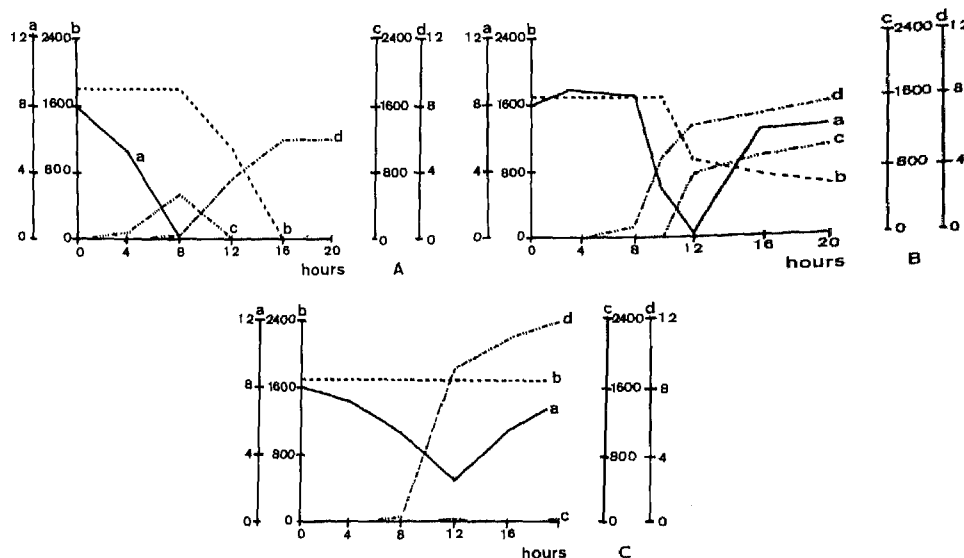 a b c d a b c d
12 2400 2400 12 12 2400 2400 12
8 1600 1600 8 8 1600 1600 8
4 800 800 4 4 800 800 4
0 0 0 0 0 0 0 0
a d c b
d a c b
0 4 8 12 16 20
hours A
0 4 8 12 16 20
hours B
a b c d
12 2400 2400 12
8 1600 1600 8
4 800 800 4
0 0 0 0
d b a c
0 4 8 12 16
hours C